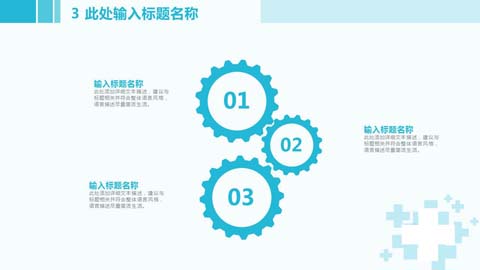 3 此处输入标题名称
输入标题名称
此处添加详细文本描述，建议与
标题相关并符合整体语言风格，
语言描述尽量简洁生活。
01
02
输入标题名称
此处添加详细文本描述，建议与
标题相关并符合整体语言风格，
语言描述尽量简洁生活。
输入标题名称
此处添加详细文本描述，建议与
标题相关并符合整体语言风格，
语言描述尽量简洁生活。
03